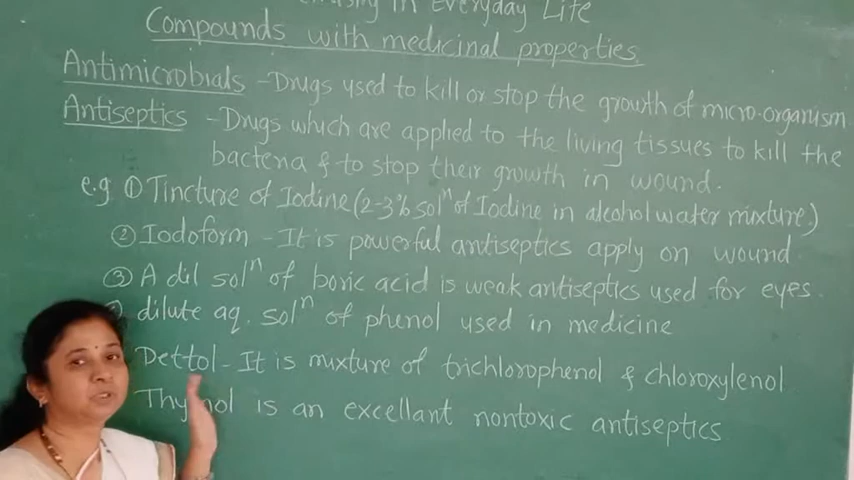 in Everyday Life
Compounds with medicinal properties
Antimicrobials - Drugs used to kill or stop the growth of micro-organism
Antiseptics - Drugs which are applied to the living tissues to kill the
bacteria & to stop their growth in wound.
e.g ① Tincture of Iodine (2-3% solⁿ of Iodine in alcohol water mixture.)
② Iodoform - It is powerful antiseptics apply on wound.
③ A dil solⁿ of boric acid is weak antiseptics used for eyes.
dilute aq. solⁿ of phenol used in medicine
Dettol - It is mixture of trichlorophenol & chloroxylenol
Thymol is an excellant nontoxic antiseptics